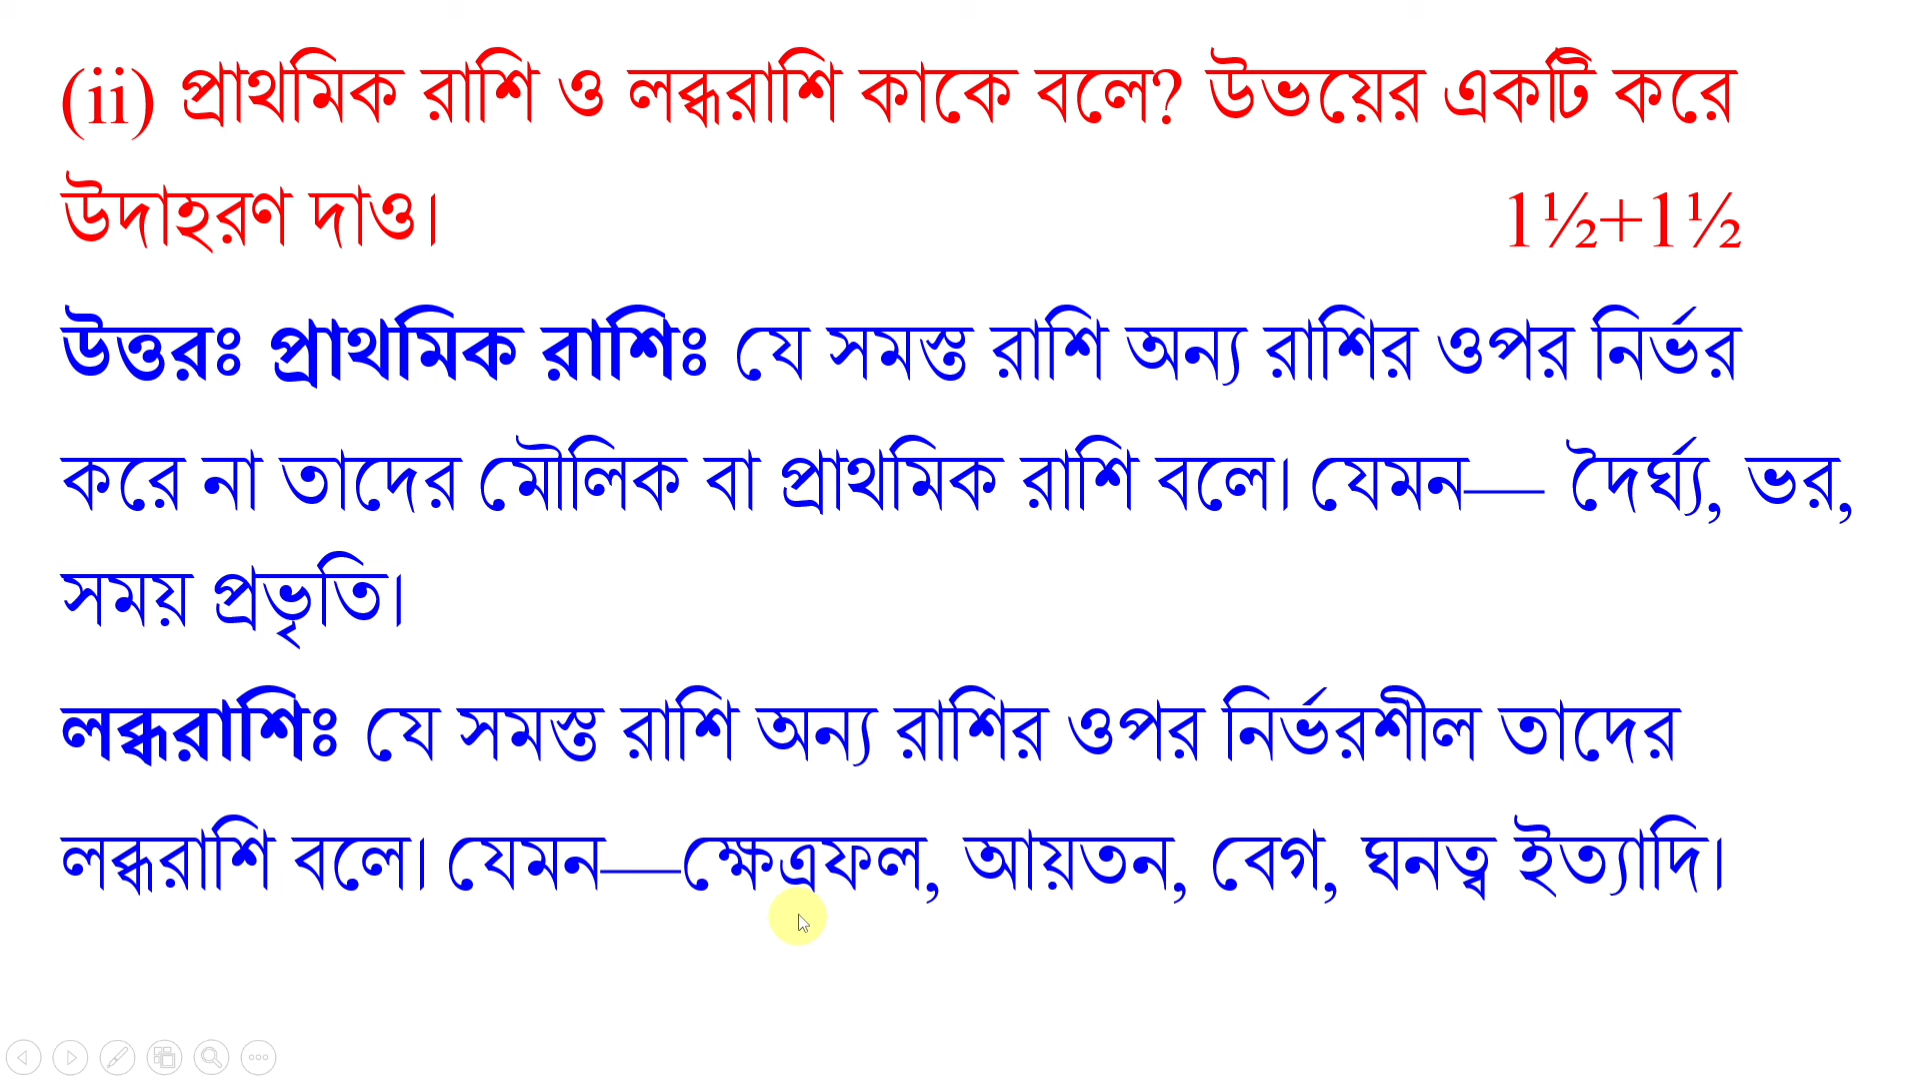 (ii) প্রাথমিক রাশি ও লব্ধরাশি কাকে বলে? উভয়ের একটি করে
উদাহরণ দাও। 1½+1½
উত্তরঃ প্রাথমিক রাশিঃ যে সমস্ত রাশি অন্য রাশির ওপর নির্ভর
করে না তাদের মৌলিক বা প্রাথমিক রাশি বলে। যেমন— দৈর্ঘ্য, ভর,
সময় প্রভৃতি।
লব্ধরাশিঃ যে সমস্ত রাশি অন্য রাশির ওপর নির্ভরশীল তাদের
লব্ধরাশি বলে। যেমন—ক্ষেত্রফল, আয়তন, বেগ, ঘনত্ব ইত্যাদি।